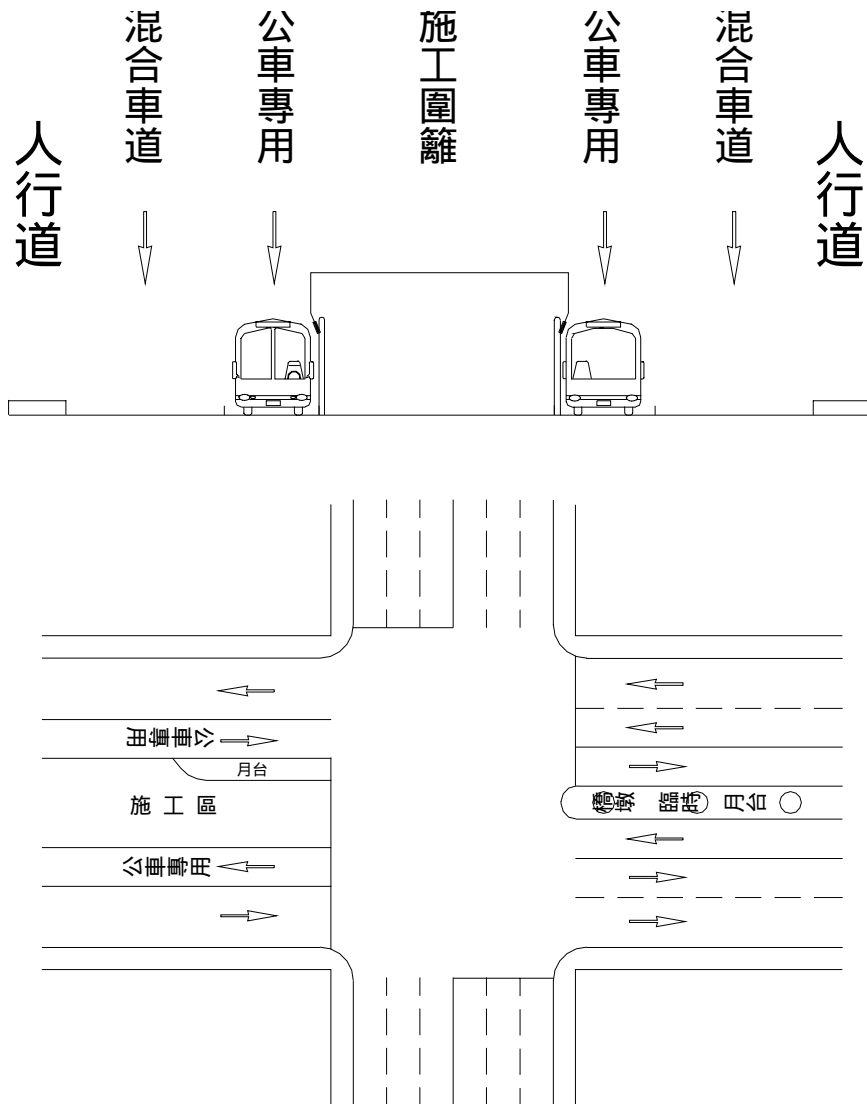 人行道
混合車道
公車專用
施工圍籬
公車專用
混合車道
人行道
公車專用
月台
施工區
橋墩 臨時 月台
公車專用